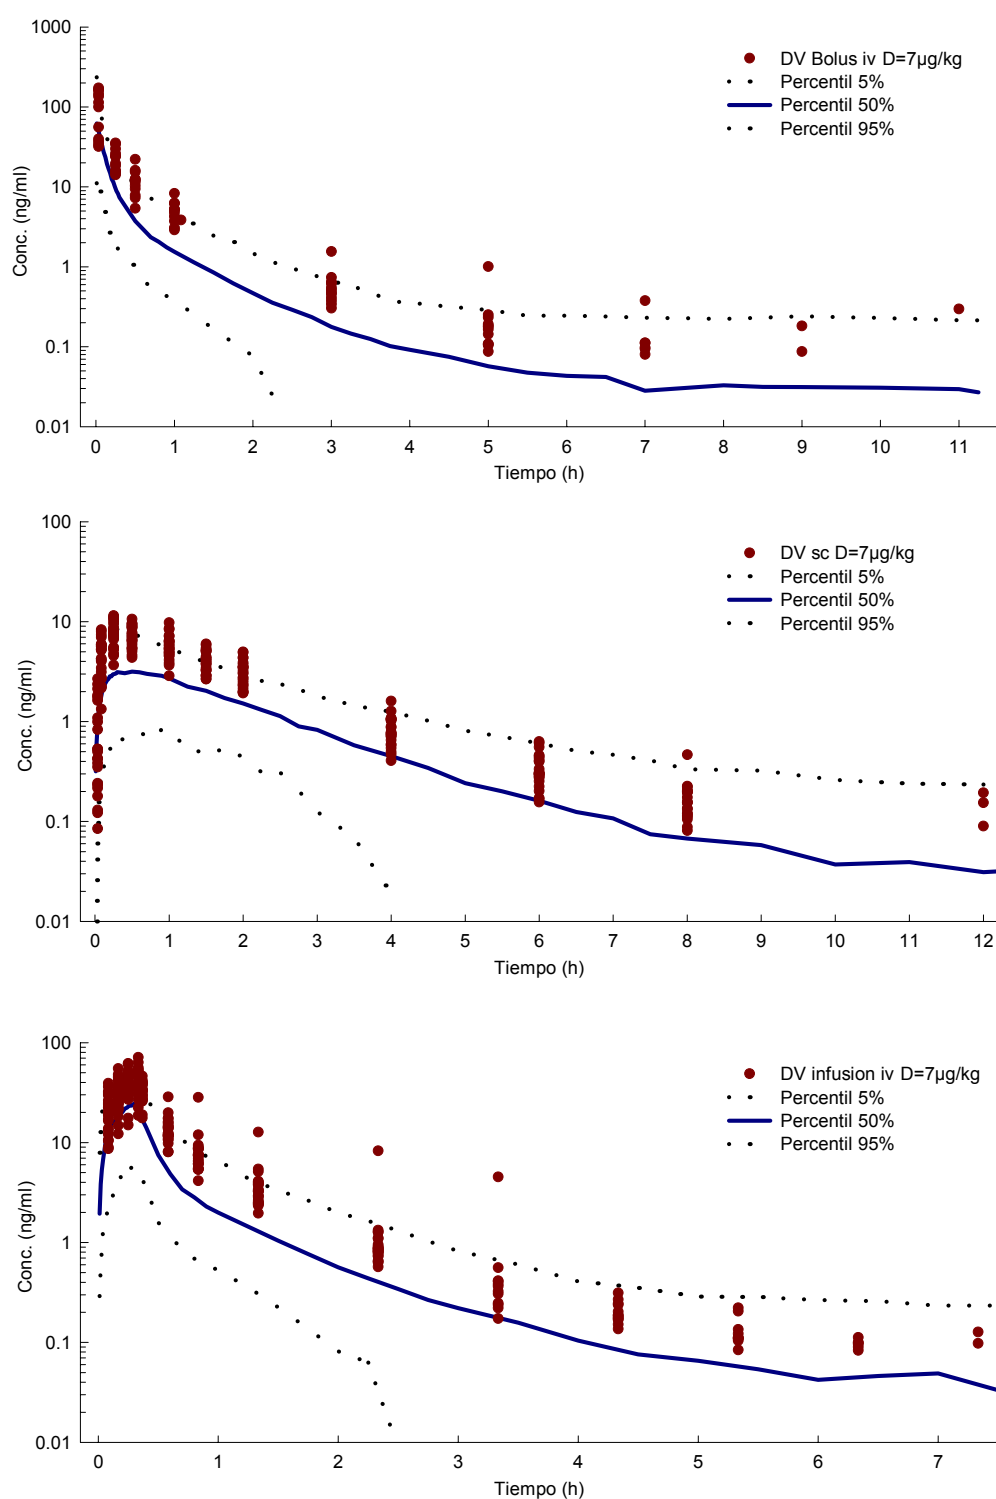 1000
100
10
1
0.1
0.01
Conc. (ng/ml)
DV Bolus iv D=7µg/kg
Percentil 5%
Percentil 50%
Percentil 95%
0 1 2 3 4 5 6 7 8 9 10 11
Tiempo (h)
100
10
1
0.1
0.01
Conc. (ng/ml)
DV sc D=7µg/kg
Percentil 5%
Percentil 50%
Percentil 95%
0 1 2 3 4 5 6 7 8 9 10 11 12
Tiempo (h)
100
10
1
0.1
0.01
Conc. (ng/ml)
DV infusion iv D=7µg/kg
Percentil 5%
Percentil 50%
Percentil 95%
0 1 2 3 4 5 6 7
Tiempo (h)